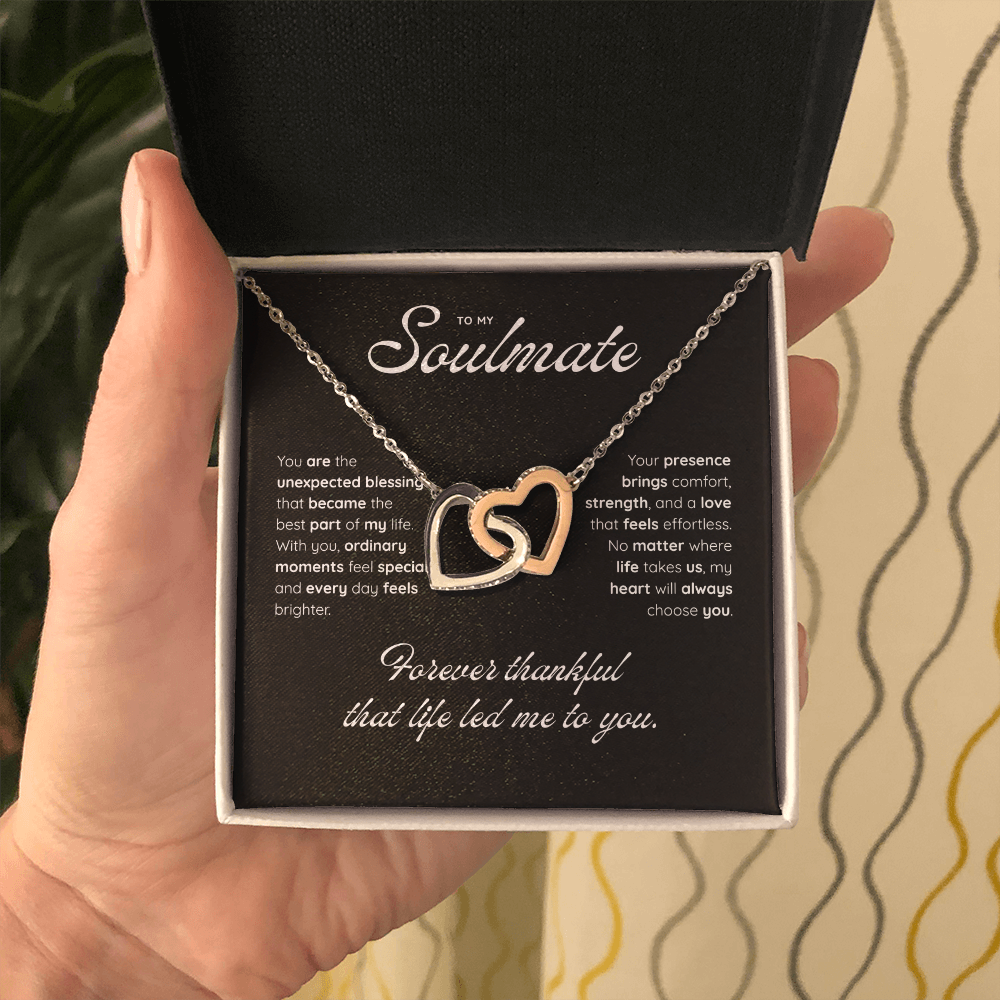 TO MY
Soulmate
You are the
unexpected blessing
that became the
best part of my life.
With you, ordinary
moments feel special
and every day feels
brighter.
Your presence
brings comfort,
strength, and a love
that feels effortless.
No matter where
life takes us, my
heart will always
choose you.
Forever thankful
that life led me to you.